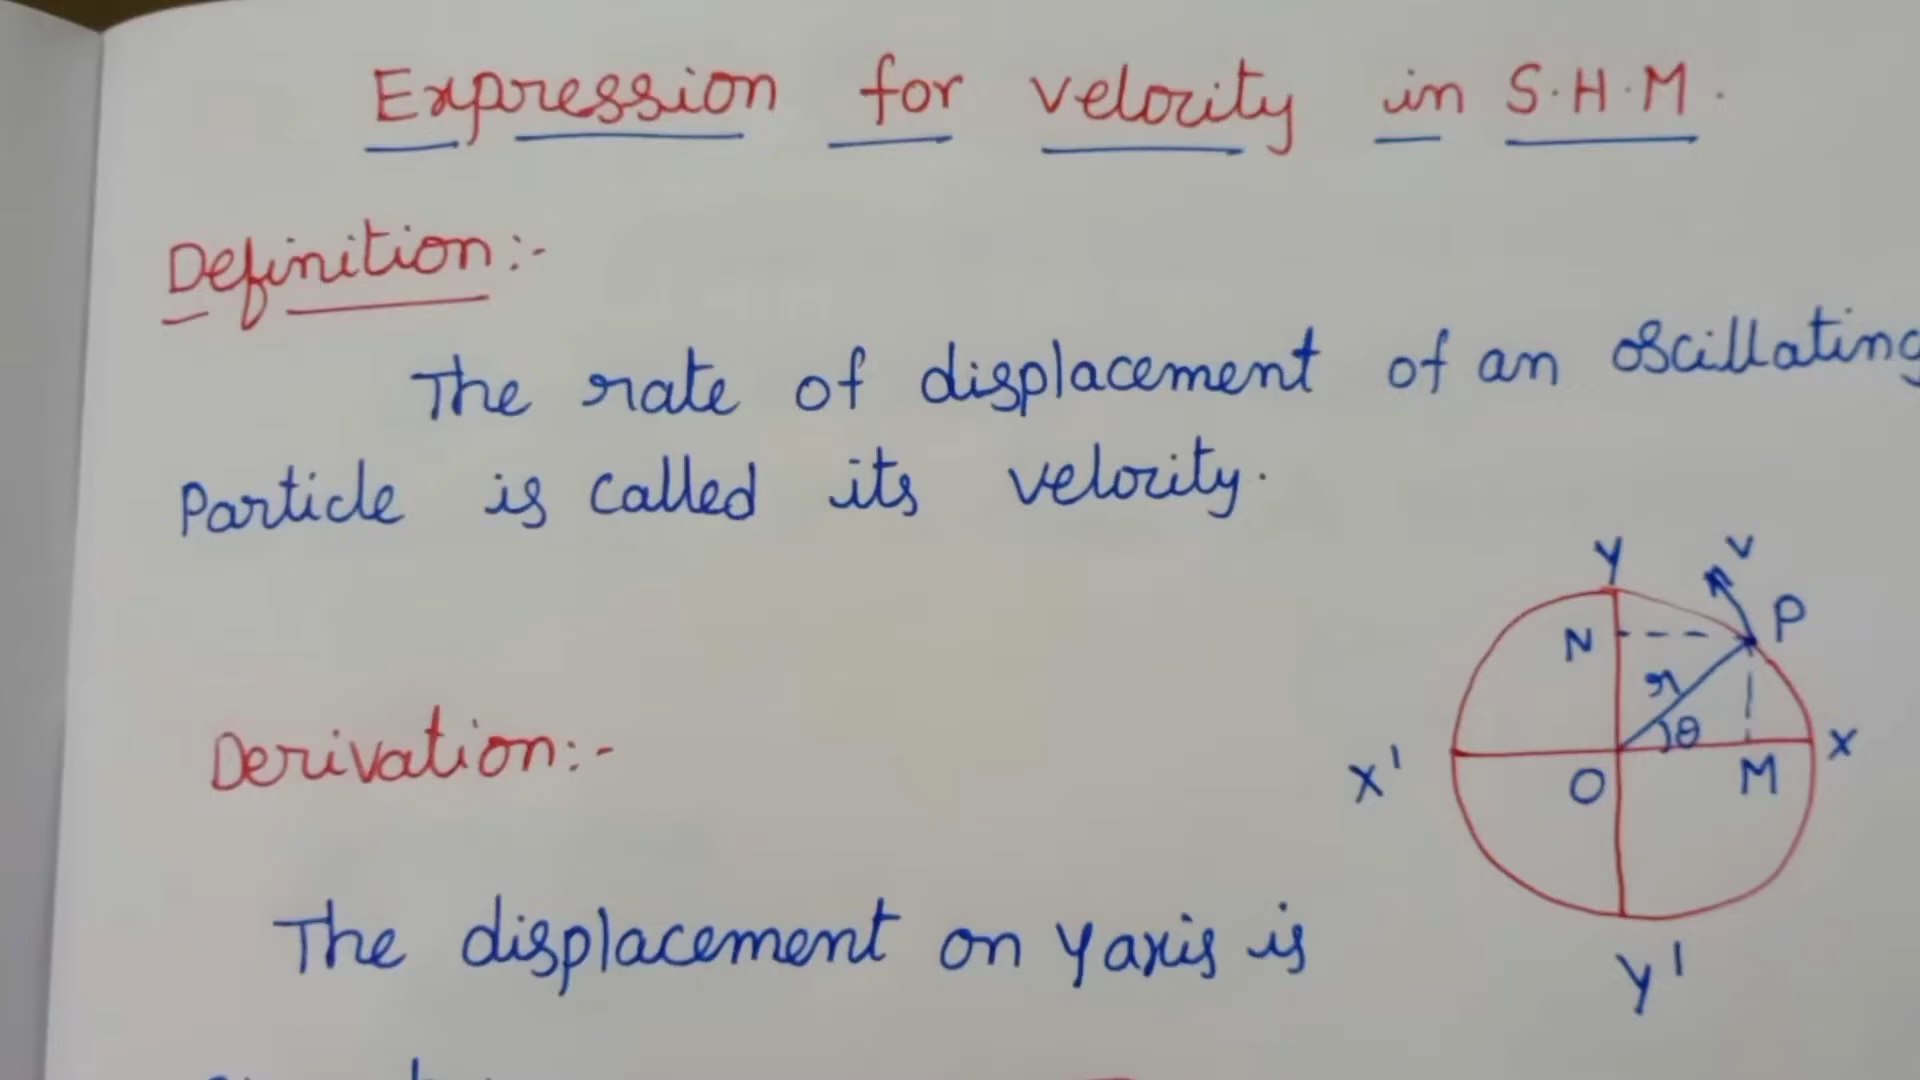 Expression for velocity in S.H.M.
Definition:-
The rate of displacement of an oscillating
Particle is called its velocity.
Y
V
N
P
r
θ
X'
O
M
X
Derivation:-
The displacement on y axis is
Y'